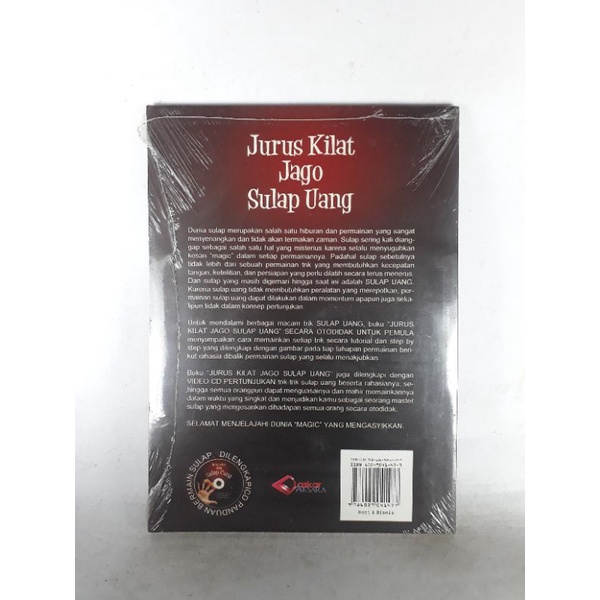 Jurus Kilat
Jago
Sulap Uang
Dunia sulap merupakan salah satu hiburan dan permainan yang sangat
menyenangkan dan tidak akan termakan zaman. Sulap sering kali diang-
gap sebagai salah satu hal yang misterius karena selalu menyuguhkan
kesan "magic" dalam setiap permainannya. Padahal sulap sebetulnya
tidak lebih dari sebuah permainan trik yang membutuhkan kecepatan
tangan, ketelitian, dan persiapan yang perlu dilatih secara terus menerus.
Dan sulap yang masih digemari hingga saat ini adalah SULAP UANG.
Karena sulap uang tidak membutuhkan peralatan yang merepotkan, per-
mainan sulap uang dapat dilakukan dalam momentum apapun juga seka-
lipun tidak dalam konsep pertunjukan.
Untuk mendalami berbagai macam trik SULAP UANG, buku "JURUS
KILAT JAGO SULAP UANG" SECARA OTODIDAK UNTUK PEMULA
menyampaikan cara memainkan setiap trik secara tutorial dan step by
step yang dilengkapi dengan gambar pada tiap tahapan permainan beri-
kut rahasia dibalik permainan sulap yang selalu menakjubkan.
Buku "JURUS KILAT JAGO SULAP UANG" juga dilengkapi dengan
VIDEO CD PERTUNJUKAN trik-trik sulap uang beserta rahasianya, se-
hingga semua orangpun dapat menguasainya dan mahir memainkannya
dalam waktu yang singkat dan menjadikan kamu sebagai seorang master
sulap yang mengesankan dihadapan semua orang secara otodidak.
SELAMAT MENJELAJAHI DUNIA "MAGIC" YANG MENGASYIKKAN.
DILENGKAPI CD PANDUAN BERMAIN SULAP
Sulap Uang
Laskar
AKSARA
Hobi & Bisnis